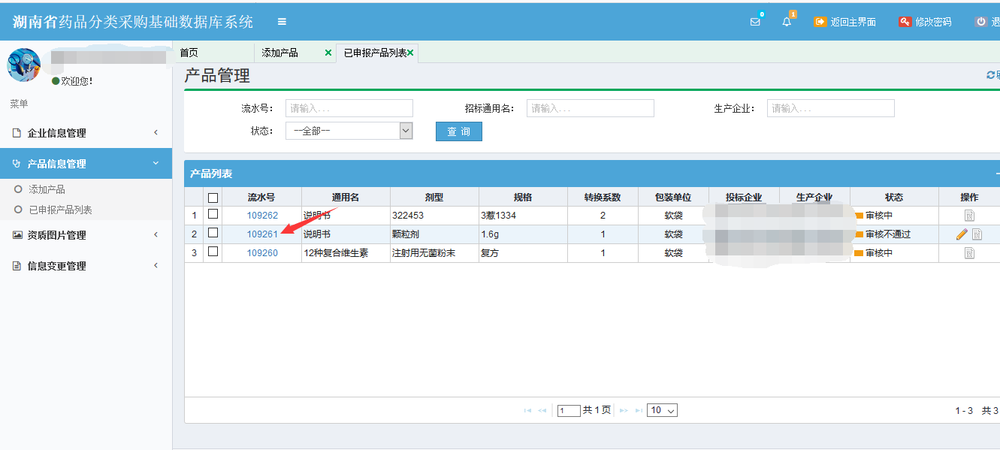 湖南省药品分类采购基础数据库系统 0 1 返回主界面 修改密码
欢迎您!
菜单
企业信息管理
产品信息管理
添加产品
已申报产品列表
资质图片管理
信息变更管理
首页 添加产品 已申报产品列表
产品管理
流水号: 请输入... 招标通用名: 请输入... 生产企业: 请输入...
状态: --全部-- 查 询
产品列表
流水号 通用名 剂型 规格 转换系数 包装单位 投标企业 生产企业 状态 操作
1 109262 说明书 322453 3惹1334 2 软袋 审核中
2 109261 说明书 颗粒剂 1.6g 1 软袋 审核不通过
3 109260 12种复合维生素 注射用无菌粉末 复方 1 软袋 审核中
1 共 1 页 10 1 - 3 共 3